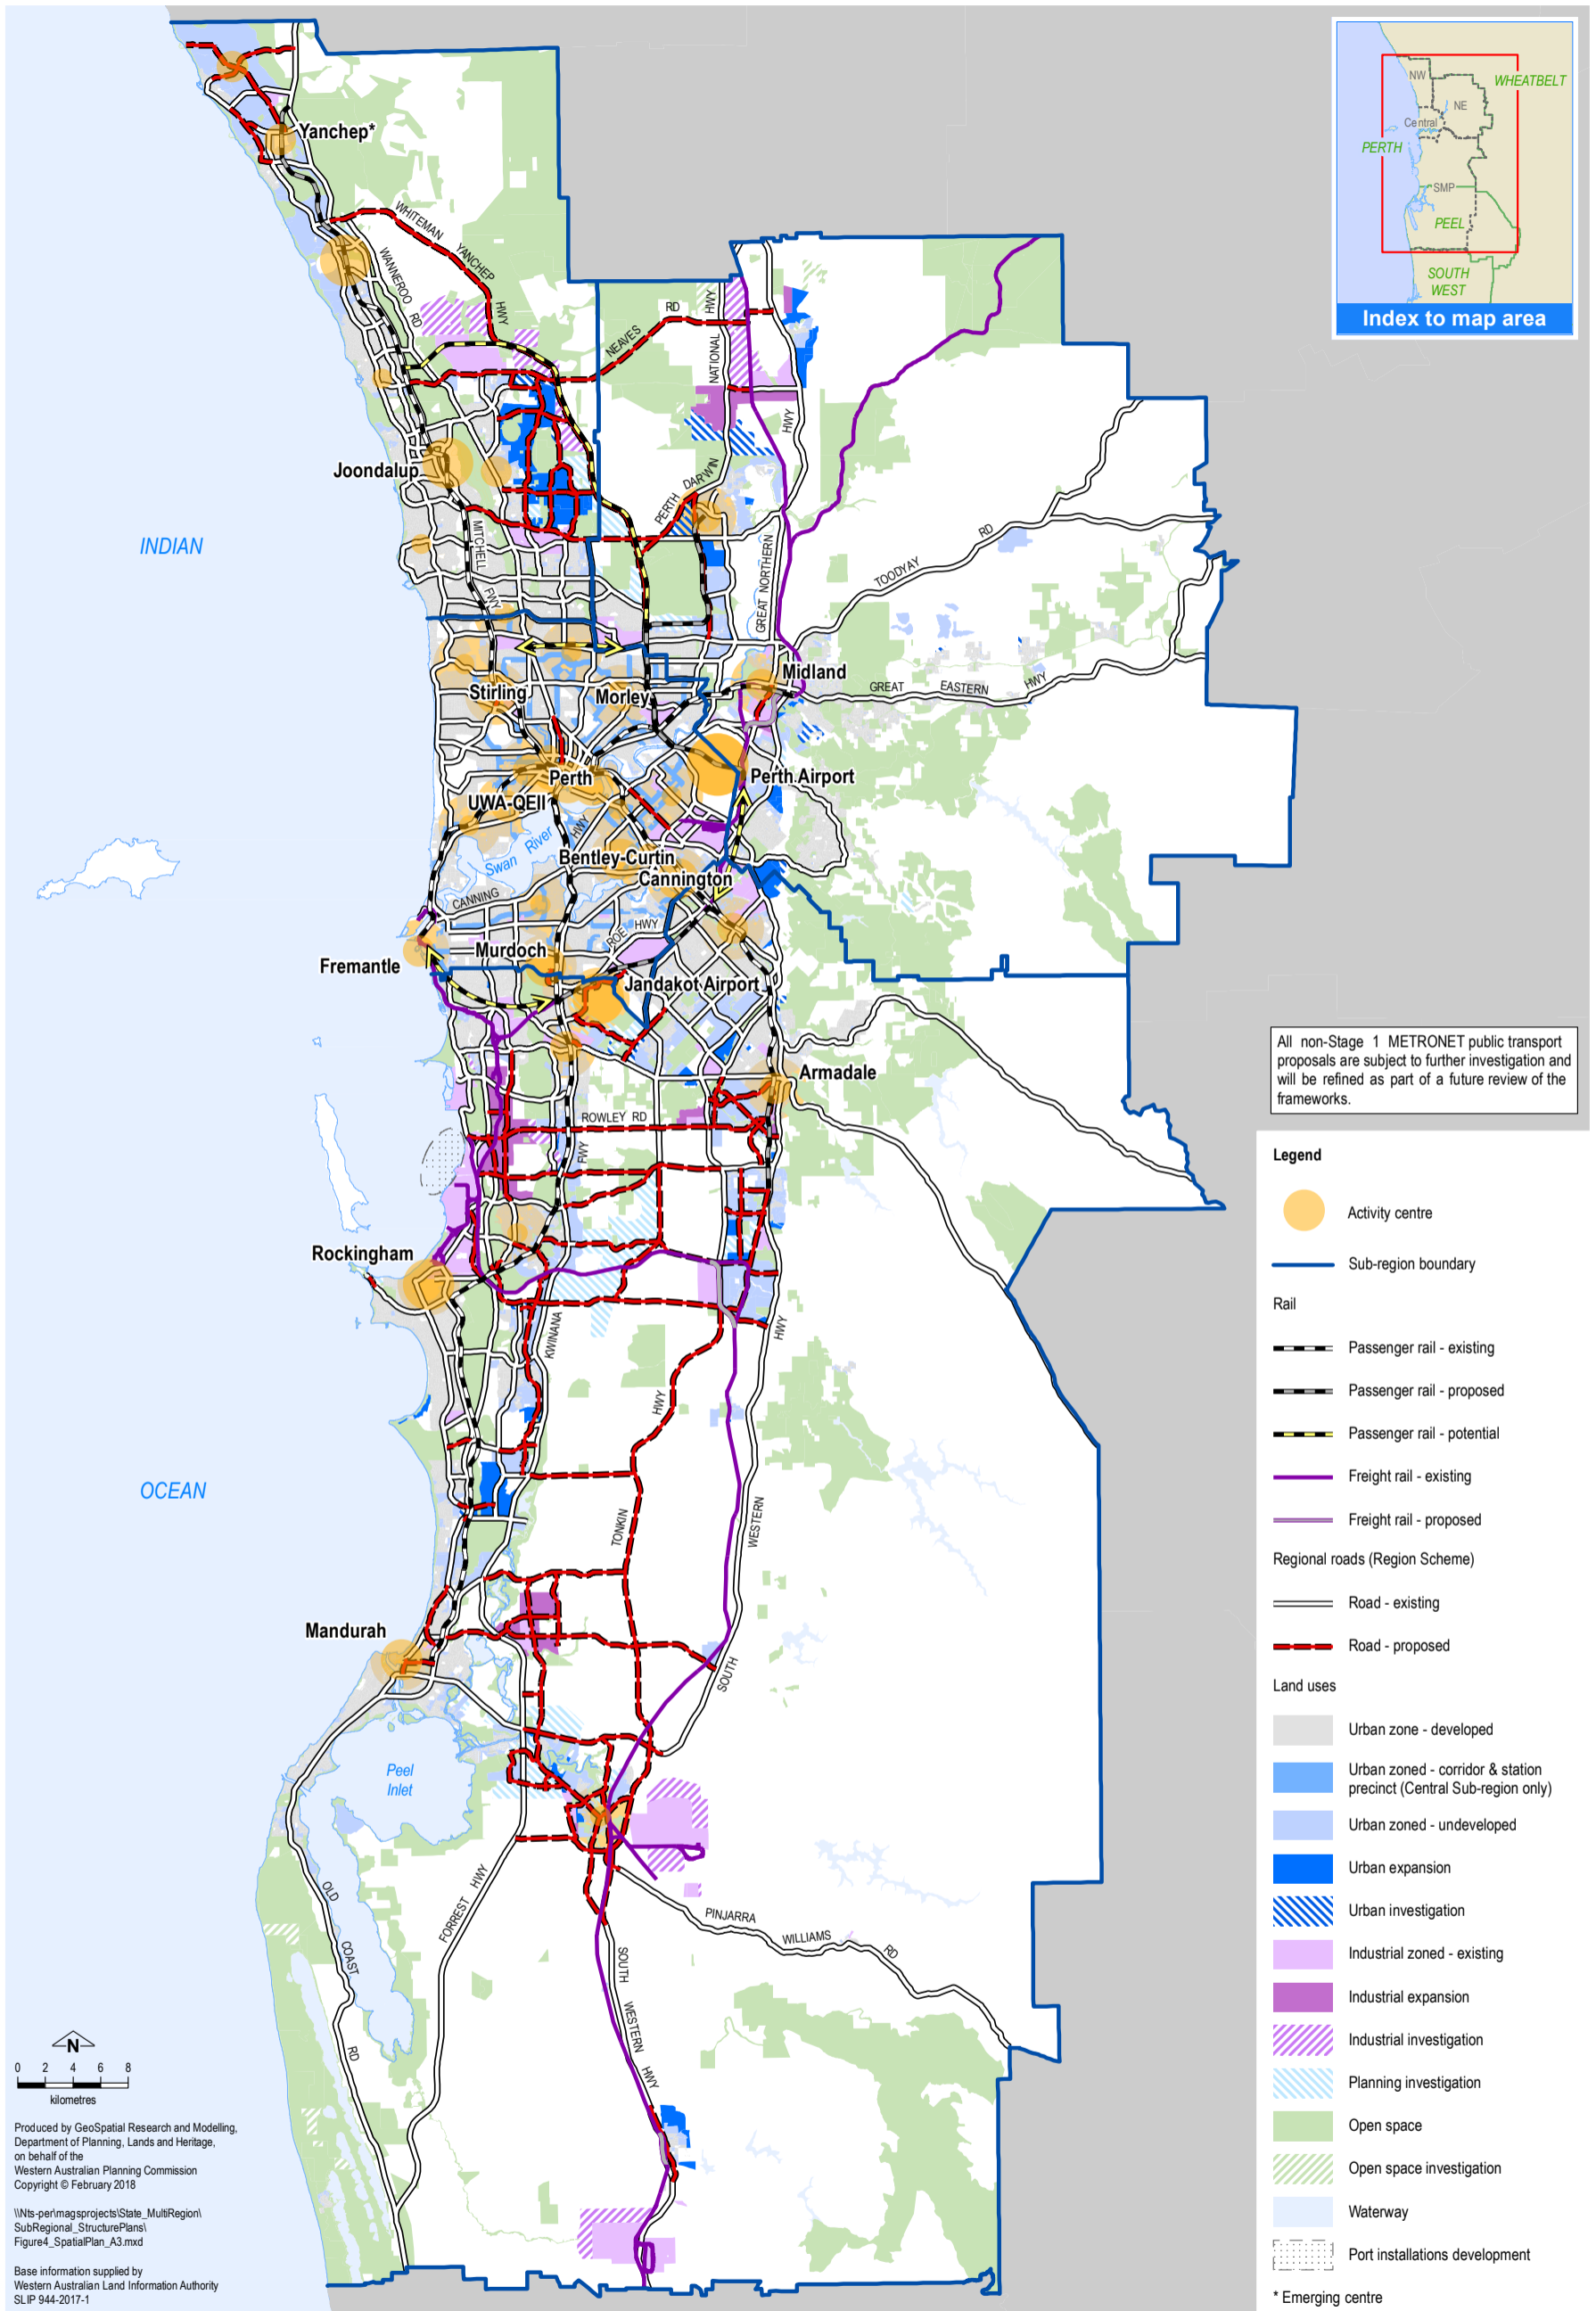 NW
WHEATBELT
NE
Central
PERTH
SMP
PEEL
SOUTH
WEST
Index to map area
Yanchep*
WHITEMAN
YANCHEP
HWY
WANNEROO
RD
NEAVES
RD
NATIONAL
HWY
HWY
Joondalup
PERTH
DARWIN
INDIAN
MITCHELL
FWY
GREAT NORTHERN
TOODYAY
RD
Midland
GREAT
EASTERN
HWY
Stirling
Morley
Perth
Perth Airport
UWA-QEII
HWY
Swan River
Bentley-Curtin
Cannington
CANNING
ROE
HWY
Murdoch
Fremantle
Jandakot Airport
Armadale
ROWLEY RD
FWY
Rockingham
KWINANA
HWY
HWY
OCEAN
TONKIN
WESTERN
Mandurah
SOUTH
Peel
Inlet
OLD
COAST
RD
FORREST
HWY
PINJARRA
WILLIAMS
RD
SOUTH
WESTERN
HWY
All non-Stage 1 METRONET public transport
proposals are subject to further investigation and
will be refined as part of a future review of the
frameworks.
Legend
Activity centre
Sub-region boundary
Rail
Passenger rail - existing
Passenger rail - proposed
Passenger rail - potential
Freight rail - existing
Freight rail - proposed
Regional roads (Region Scheme)
Road - existing
Road - proposed
Land uses
Urban zone - developed
Urban zoned - corridor & station
precinct (Central Sub-region only)
Urban zoned - undeveloped
Urban expansion
Urban investigation
Industrial zoned - existing
Industrial expansion
Industrial investigation
Planning investigation
Open space
Open space investigation
Waterway
Port installations development
* Emerging centre
N
0 2 4 6 8
kilometres
Produced by GeoSpatial Research and Modelling,
Department of Planning, Lands and Heritage,
on behalf of the
Western Australian Planning Commission
Copyright © February 2018
\\Nts-per\magsprojects\State_MultiRegion\
SubRegional_StructurePlans\
Figure4_SpatialPlan_A3.mxd
Base information supplied by
Western Australian Land Information Authority
SLIP 944-2017-1